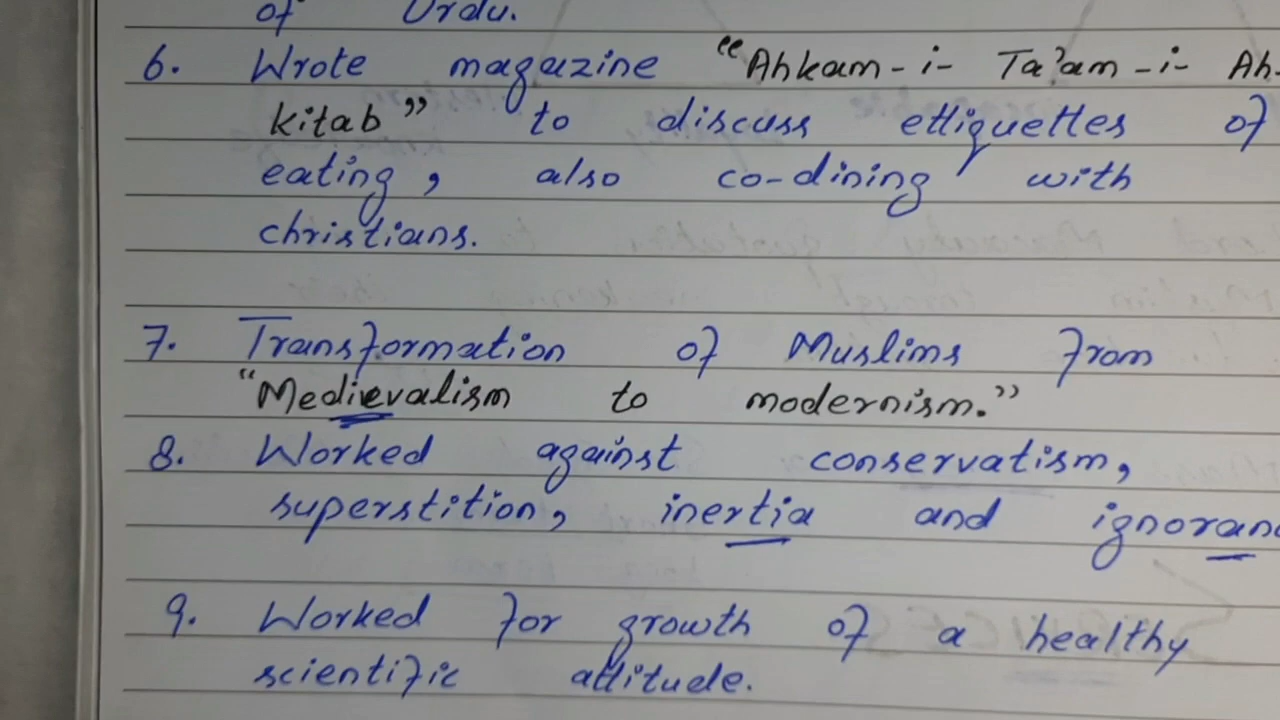 of Urdu.
6. Wrote magazine "Ahkam-i- Ta'am-i- Ah-
kitab" to discuss ettiquettes of
eating, also co-dining with
christians.
7. Transformation of Muslims from
"Medievalism to modernism."
8. Worked against conservatism,
superstition, inertia and ignoran
9. Worked for growth of a healthy
scientific attitude.